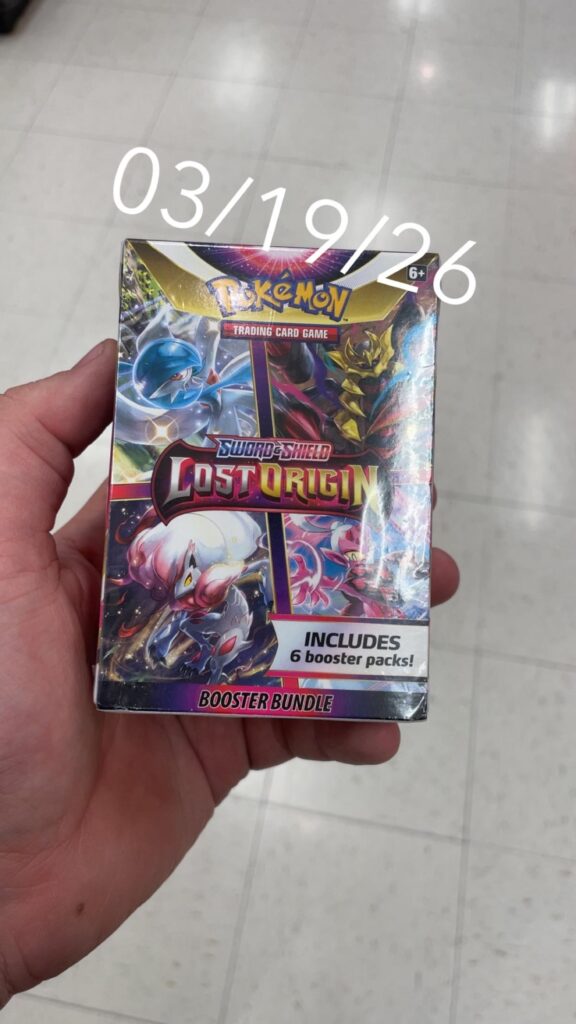 03/19/26
6+
POKéMON
TRADING CARD GAME
SWORD & SHIELD
LOST ORIGIN
INCLUDES
6 booster packs!
BOOSTER BUNDLE